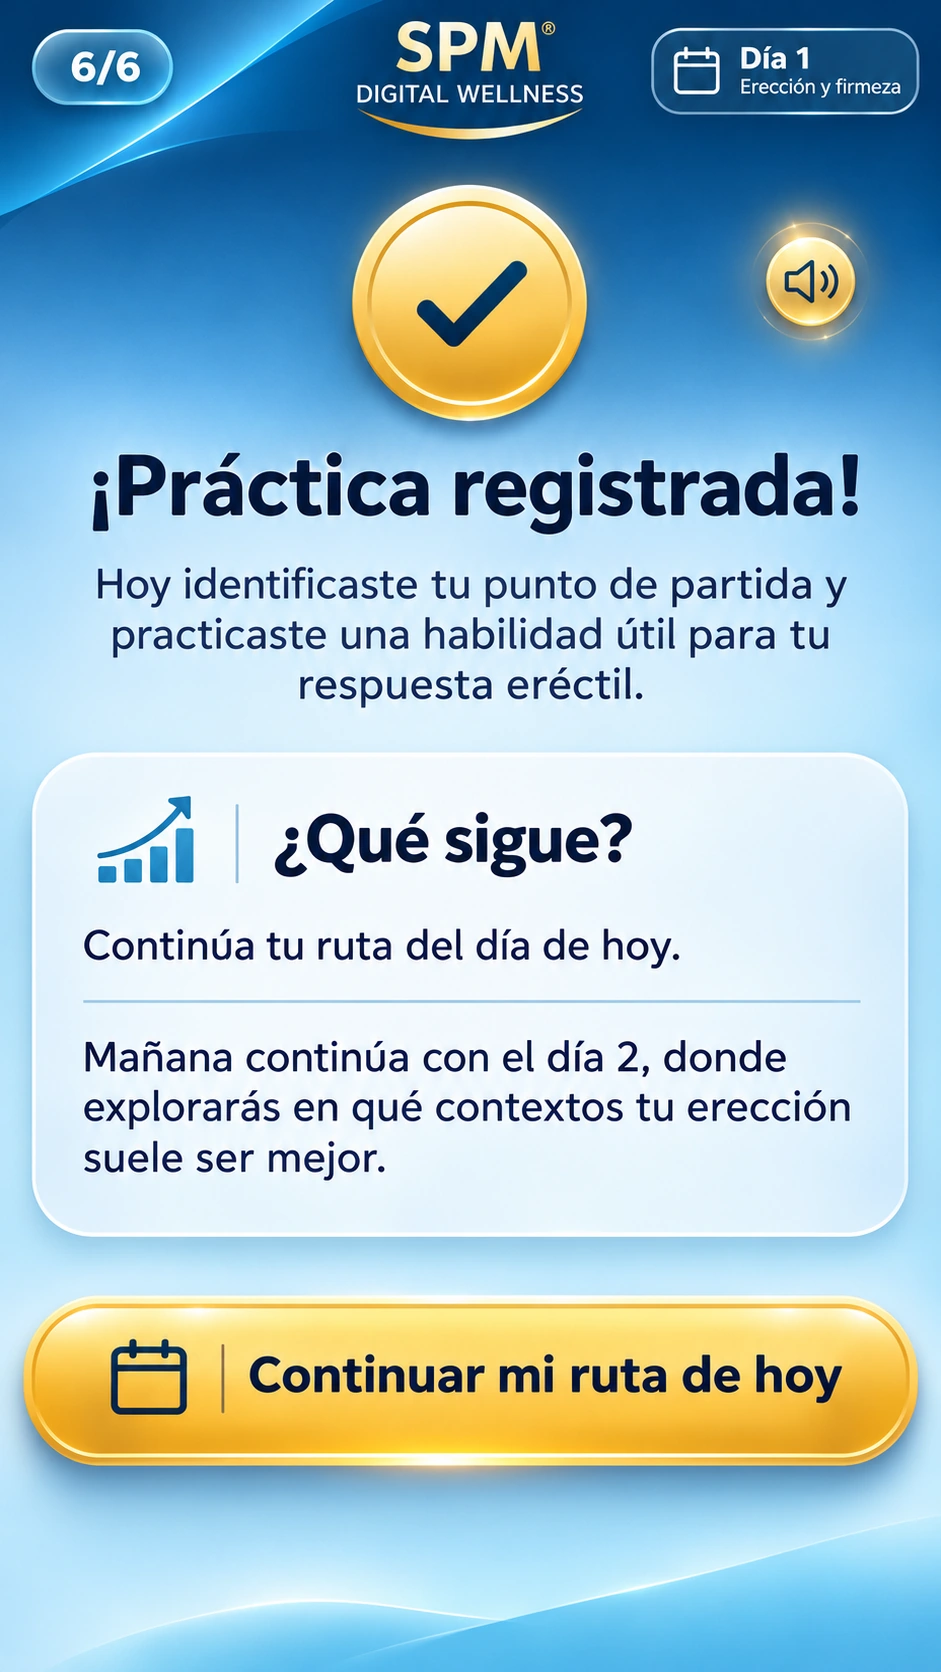 6/6
SPM®
DIGITAL WELLNESS
Día 1
Erección y firmeza
¡Práctica registrada!
Hoy identificaste tu punto de partida y
practicaste una habilidad útil para tu
respuesta eréctil.
¿Qué sigue?
Continúa tu ruta del día de hoy.
Mañana continúa con el día 2, donde
explorarás en qué contextos tu erección
suele ser mejor.
Continuar mi ruta de hoy